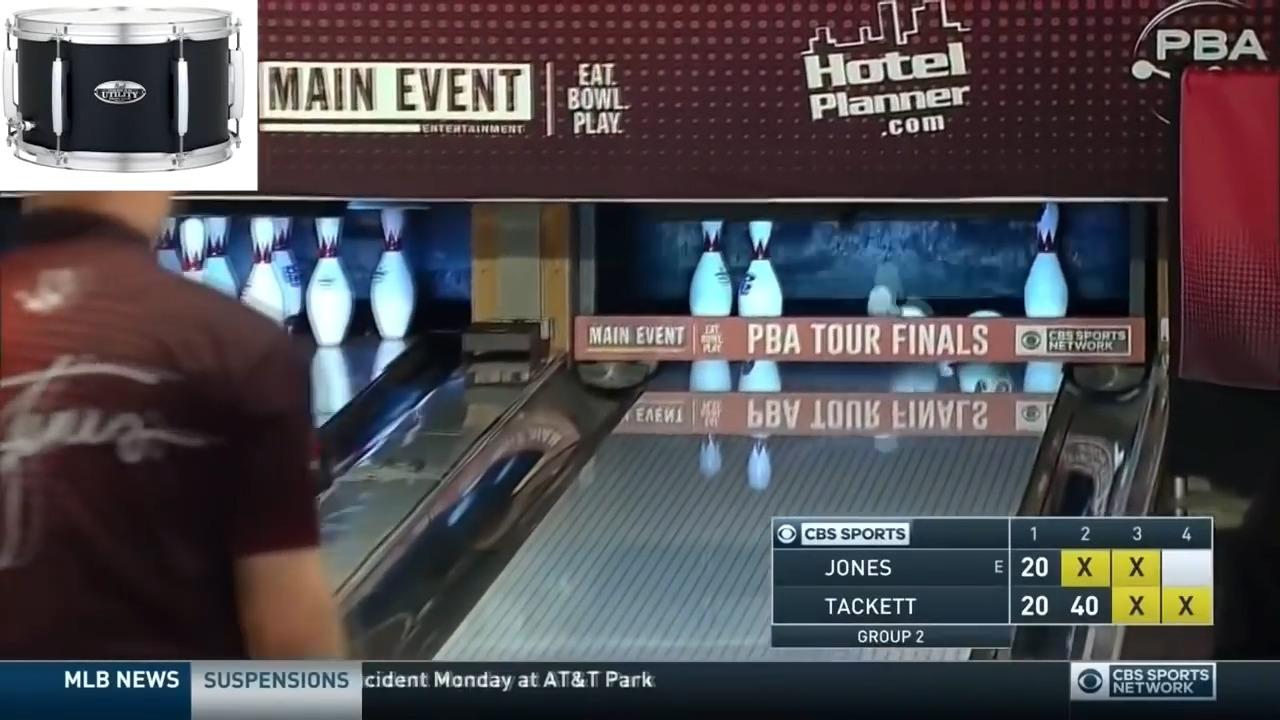 UTILITY
MAIN EVENT
ENTERTAINMENT
EAT.
BOWL.
PLAY.
Hotel
Planner
.com
PBA
MAIN EVENT EAT. BOWL. PLAY. PBA TOUR FINALS CBS SPORTS NETWORK
CBS SPORTS 1 2 3 4
JONES E 20 X X
TACKETT 20 40 X X
GROUP 2
MLB NEWS SUSPENSIONS cident Monday at AT&T Park
CBS SPORTS
NETWORK